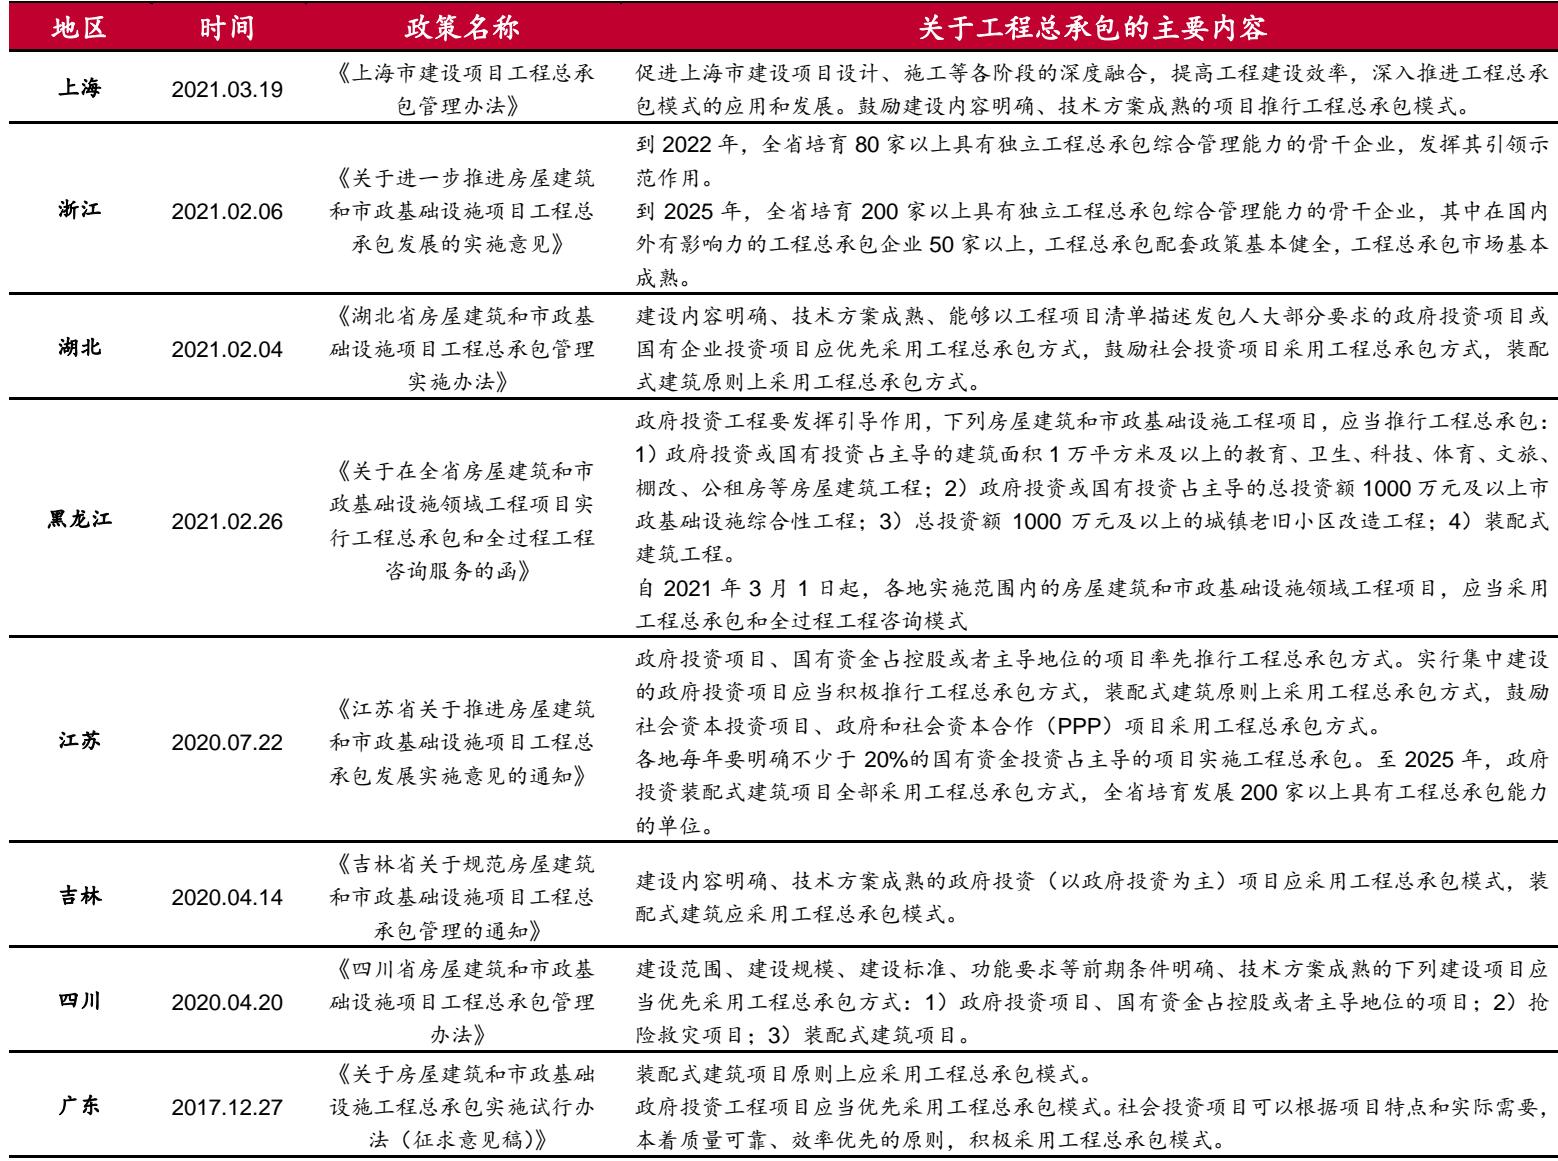 地区 时间 政策名称 关于工程总承包的主要内容
上海 2021.03.19
《上海市建设项目工程总承
包管理办法》
促进上海市建设项目设计、施工等各阶段的深度融合，提高工程建设效率，深入推进工程总承
包模式的应用和发展。鼓励建设内容明确、技术方案成熟的项目推行工程总承包模式。
浙江 2021.02.06
《关于进一步推进房屋建筑
和市政基础设施项目工程总
承包发展的实施意见》
到 2022 年，全省培育 80 家以上具有独立工程总承包综合管理能力的骨干企业，发挥其引领示
范作用。
到 2025 年，全省培育 200 家以上具有独立工程总承包综合管理能力的骨干企业，其中在国内
外有影响力的工程总承包企业 50 家以上，工程总承包配套政策基本健全，工程总承包市场基本
成熟。
湖北 2021.02.04
《湖北省房屋建筑和市政基
础设施项目工程总承包管理
实施办法》
建设内容明确、技术方案成熟、能够以工程项目清单描述发包人大部分要求的政府投资项目或
国有企业投资项目应优先采用工程总承包方式，鼓励社会投资项目采用工程总承包方式，装配
式建筑原则上采用工程总承包方式。
黑龙江 2021.02.26
《关于在全省房屋建筑和市
政基础设施领域工程项目实
行工程总承包和全过程工程
咨询服务的函》
政府投资工程要发挥引导作用，下列房屋建筑和市政基础设施工程项目，应当推行工程总承包：
1）政府投资或国有投资占主导的建筑面积 1 万平方米及以上的教育、卫生、科技、体育、文旅、
棚改、公租房等房屋建筑工程；2）政府投资或国有投资占主导的总投资额 1000 万元及以上市
政基础设施综合性工程；3）总投资额 1000 万元及以上的城镇老旧小区改造工程；4）装配式
建筑工程。
自 2021 年 3 月 1 日起，各地实施范围内的房屋建筑和市政基础设施领域工程项目，应当采用
工程总承包和全过程工程咨询模式
江苏 2020.07.22
《江苏省关于推进房屋建筑
和市政基础设施项目工程总
承包发展实施意见的通知》
政府投资项目、国有资金占控股或者主导地位的项目率先推行工程总承包方式。实行集中建设
的政府投资项目应当积极推行工程总承包方式，装配式建筑原则上采用工程总承包方式，鼓励
社会资本投资项目、政府和社会资本合作（PPP）项目采用工程总承包方式。
各地每年要明确不少于 20%的国有资金投资占主导的项目实施工程总承包。至 2025 年，政府
投资装配式建筑项目全部采用工程总承包方式，全省培育发展 200 家以上具有工程总承包能力
的单位。
吉林 2020.04.14
《吉林省关于规范房屋建筑
和市政基础设施项目工程总
承包管理的通知》
建设内容明确、技术方案成熟的政府投资（以政府投资为主）项目应采用工程总承包模式，装
配式建筑应采用工程总承包模式。
四川 2020.04.20
《四川省房屋建筑和市政基
础设施项目工程总承包管理
办法》
建设范围、建设规模、建设标准、功能要求等前期条件明确、技术方案成熟的下列建设项目应
当优先采用工程总承包方式：1）政府投资项目、国有资金占控股或者主导地位的项目；2）抢
险救灾项目；3）装配式建筑项目。
广东 2017.12.27
《关于房屋建筑和市政基础
设施工程总承包实施试行办
法（征求意见稿）》
装配式建筑项目原则上应采用工程总承包模式。
政府投资工程项目应当优先采用工程总承包模式。社会投资项目可以根据项目特点和实际需要，
本着质量可靠、效率优先的原则，积极采用工程总承包模式。